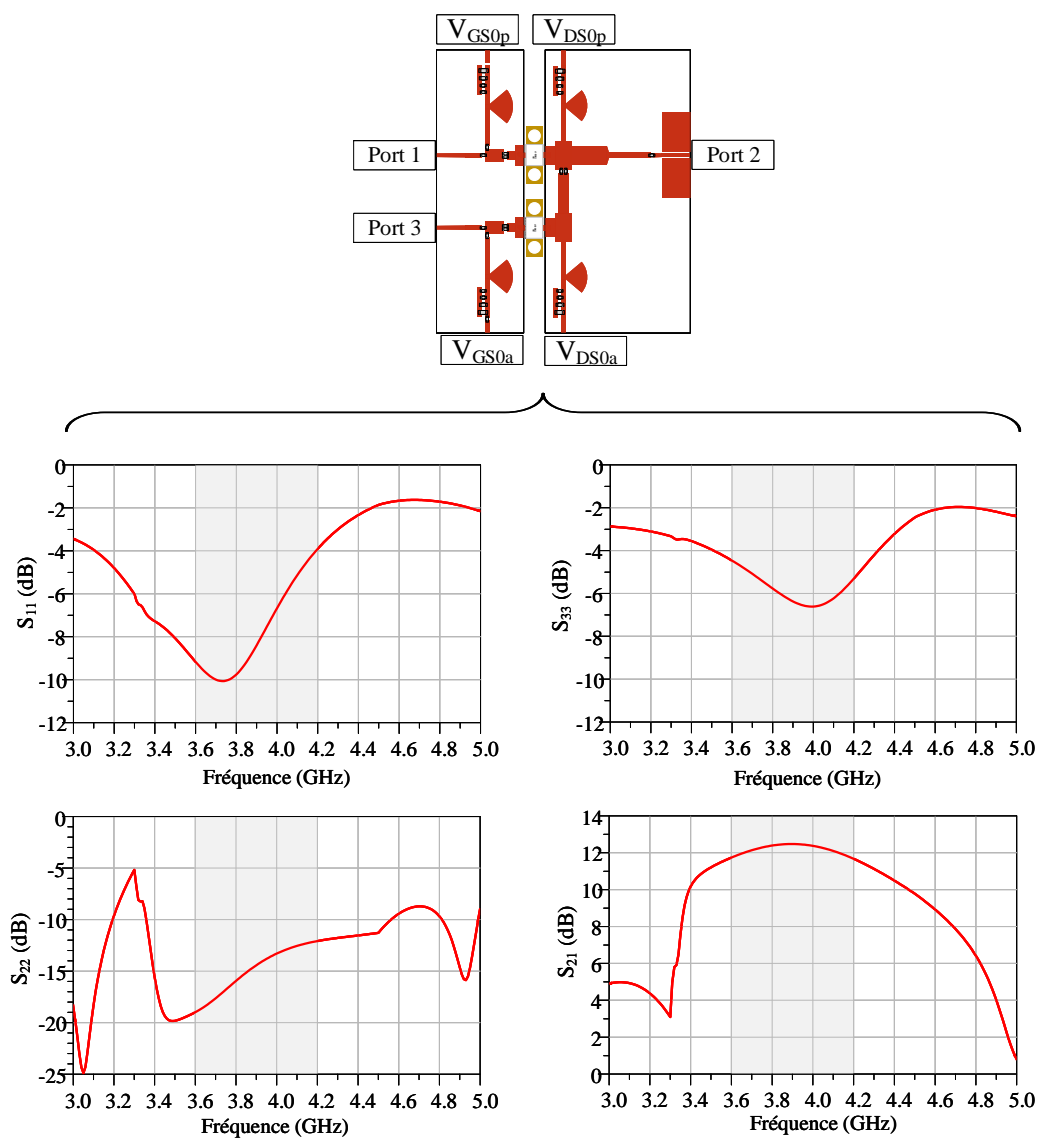 V_GS0p V_DS0p
Port 1 Port 2
Port 3
V_GS0a V_DS0a
0
-2
-4
-6
-8
-10
-12
S₁₁ (dB)
3.0 3.2 3.4 3.6 3.8 4.0 4.2 4.4 4.6 4.8 5.0
Fréquence (GHz)
0
-2
-4
-6
-8
-10
-12
S₃₃ (dB)
3.0 3.2 3.4 3.6 3.8 4.0 4.2 4.4 4.6 4.8 5.0
Fréquence (GHz)
0
-5
-10
-15
-20
-25
S₂₂ (dB)
3.0 3.2 3.4 3.6 3.8 4.0 4.2 4.4 4.6 4.8 5.0
Fréquence (GHz)
14
12
10
8
6
4
2
0
S₂₁ (dB)
3.0 3.2 3.4 3.6 3.8 4.0 4.2 4.4 4.6 4.8 5.0
Fréquence (GHz)